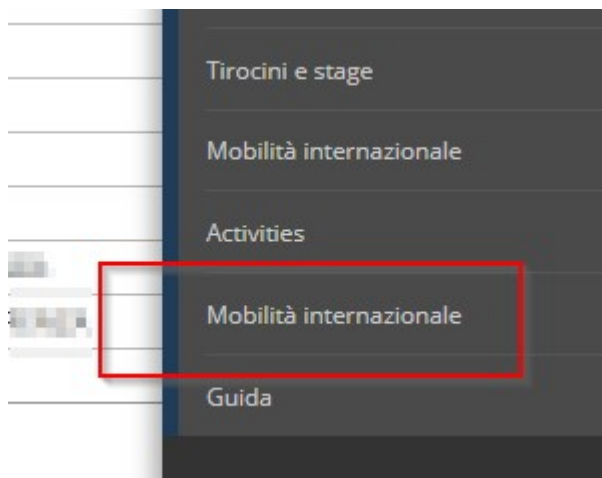 Tirocini e stage
Mobilità internazionale
Activities
Mobilità internazionale
Guida